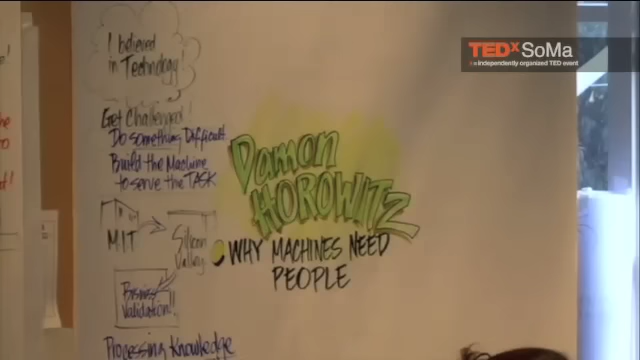 TEDxSoMa
x = independently organized TED event
I believed
in Technology!
Get Challenged!
Do something Difficult
Build the Machine
to serve the TASK
MIT
Silicon
Valley
Business
Validation!!
Processing Knowledge
Damon
HOROWITZ
WHY MACHINES NEED
PEOPLE